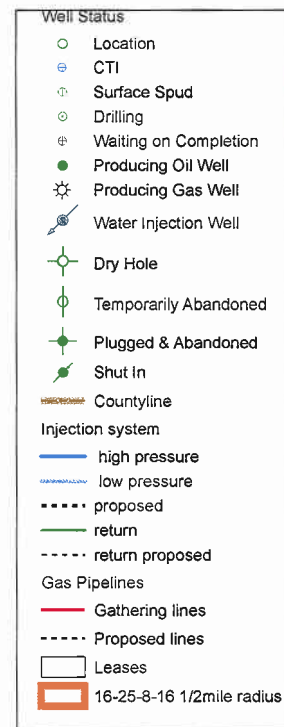 Well Status
Location
CTI
Surface Spud
Drilling
Waiting on Completion
Producing Oil Well
Producing Gas Well
Water Injection Well
Dry Hole
Temporarily Abandoned
Plugged & Abandoned
Shut In
Countyline
Injection system
high pressure
low pressure
proposed
return
return proposed
Gas Pipelines
Gathering lines
Proposed lines
Leases
16-25-8-16 1/2mile radius